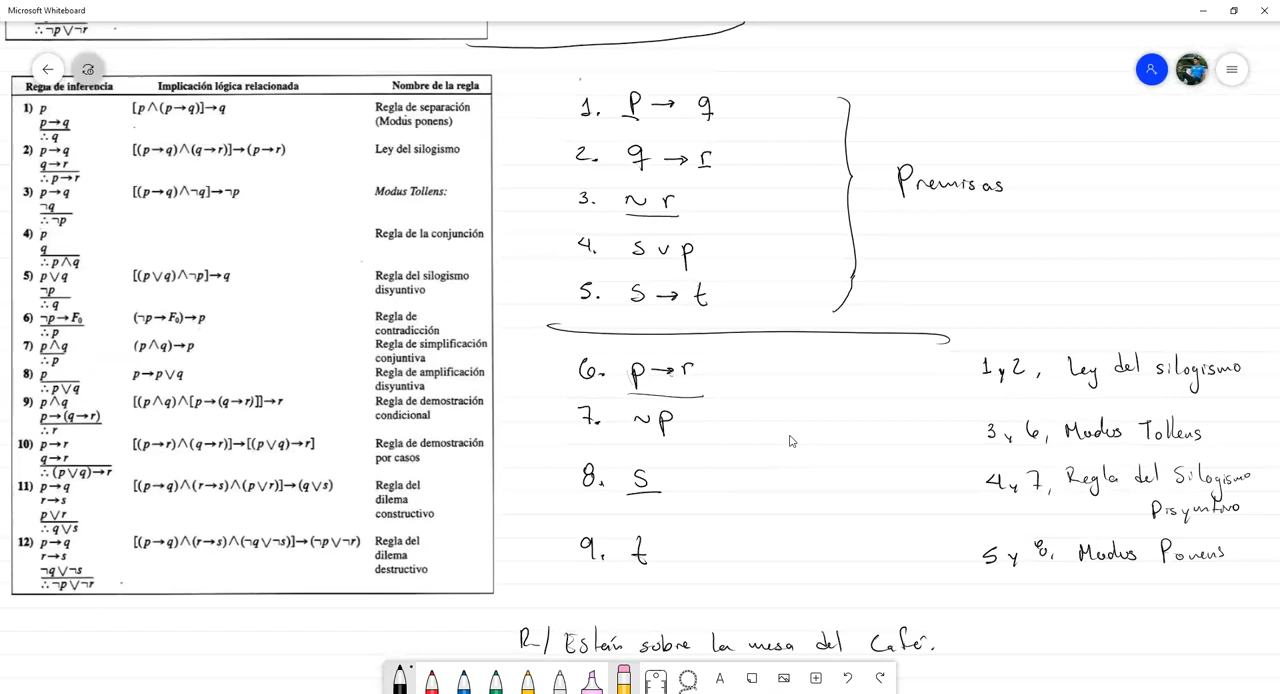 Microsoft Whiteboard
∴¬p∨¬r
Regla de inferencia Implicación lógica relacionada Nombre de la regla
1) p [p∧(p→q)]→q Regla de separación
p→q (Modus ponens)
∴q
2) p→q [(p→q)∧(q→r)]→(p→r) Ley del silogismo
q→r
∴p→r
3) p→q [(p→q)∧¬q]→¬p Modus Tollens:
¬q
∴¬p
4) p Regla de la conjunción
q
∴p∧q
5) p∨q [(p∨q)∧¬p]→q Regla del silogismo
¬p disyuntivo
∴q
6) ¬p→F₀ (¬p→F₀)→p Regla de
∴p contradicción
7) p∧q (p∧q)→p Regla de simplificación
∴p conjuntiva
8) p p→p∨q Regla de amplificación
∴p∨q disyuntiva
9) p∧q [(p∧q)∧[p→(q→r)]]→r Regla de demostración
p→(q→r) condicional
∴r
10) p→r [(p→r)∧(q→r)]→[(p∨q)→r] Regla de demostración
q→r por casos
∴(p∨q)→r
11) p→q [(p→q)∧(r→s)∧(p∨r)]→(q∨s) Regla del
r→s dilema
p∨r constructivo
∴q∨s
12) p→q [(p→q)∧(r→s)∧(¬q∨¬s)]→(¬p∨¬r) Regla del
r→s dilema
¬q∨¬s destructivo
∴¬p∨¬r
1. p → q
2. q → r
3. ~ r
4. s v p
5. s → t
Premisas
6. p→r 1 y 2, Ley del silogismo
7. ~p 3 y 6, Modus Tollens
8. s 4 y 7, Regla del Silogismo
Disyuntivo
9. t 5 y 8, Modus Ponens
R/ Están sobre la mesa del Café.
A